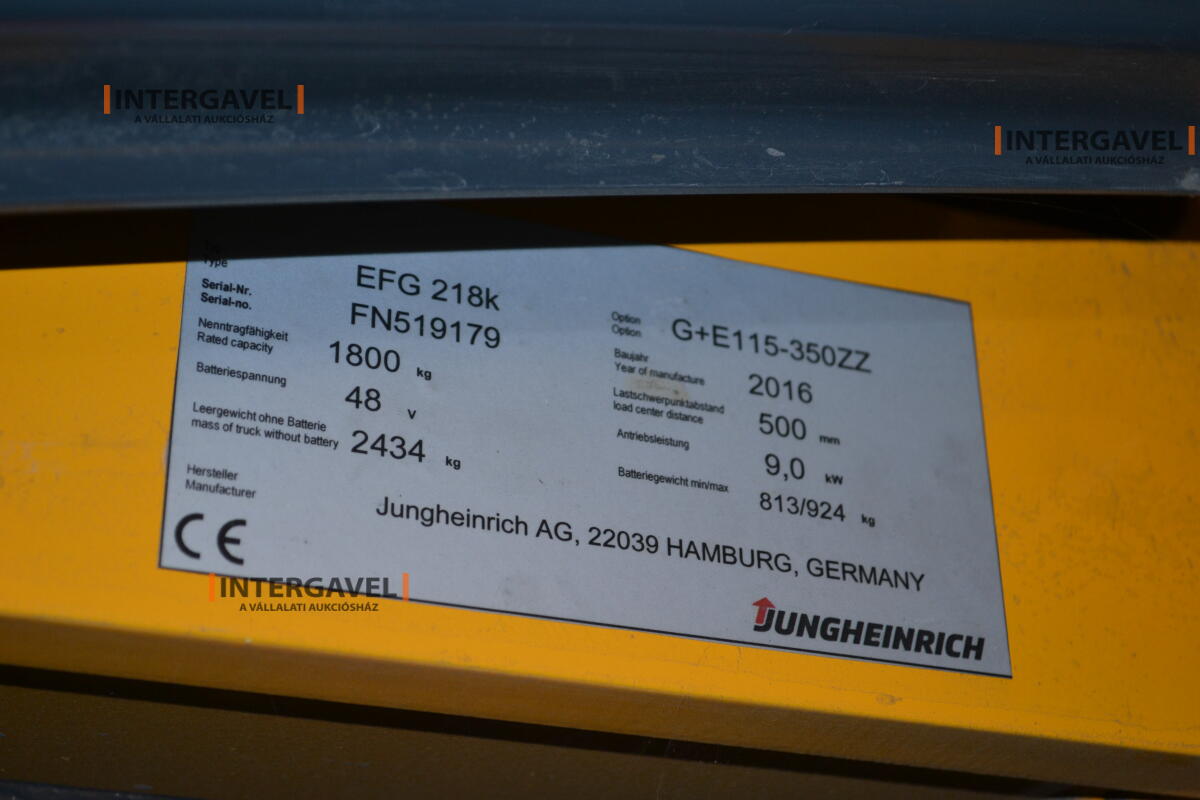 INTERGAVEL
A VÁLLALATI AUKCIÓSHÁZ
INTERGAVEL
A VÁLLALATI AUKCIÓSHÁZ
Typ
Type EFG 218k
Serial-Nr.
Serial-no. FN519179
Option
Option G+E115-350ZZ
Nenntragfähigkeit
Rated capacity 1800 kg
Baujahr
Year of manufacture 2016
Batteriespannung 48 V
Lastschwerpunktabstand
load center distance 500 mm
Leergewicht ohne Batterie
mass of truck without battery 2434 kg
Antriebsleistung 9,0 kW
Batteriegewicht min/max 813/924 kg
Hersteller
Manufacturer Jungheinrich AG, 22039 HAMBURG, GERMANY
CE
INTERGAVEL
A VÁLLALATI AUKCIÓSHÁZ
JUNGHEINRICH